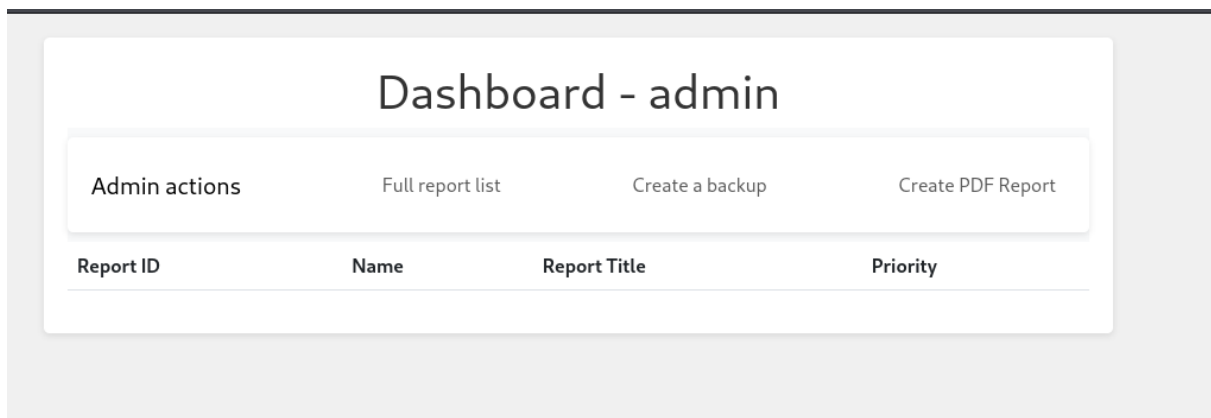 Dashboard - admin
Admin actions Full report list Create a backup Create PDF Report
Report ID Name Report Title Priority